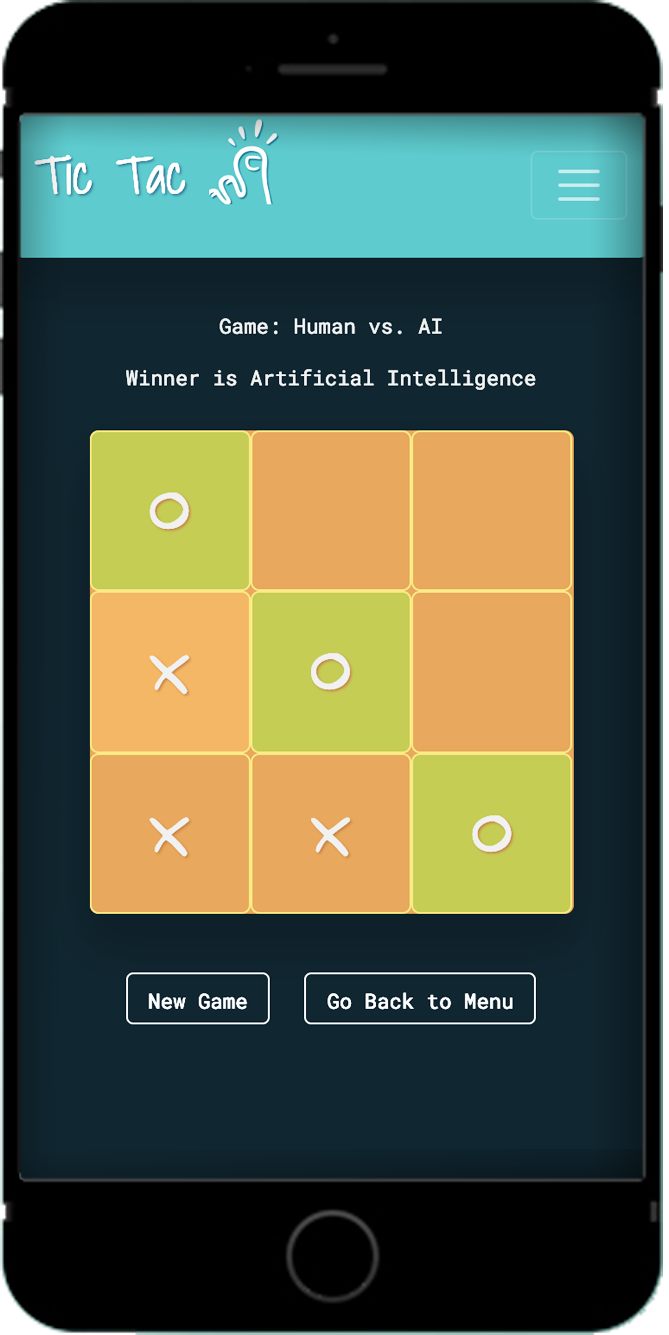 Tic Tac
Game: Human vs. AI
Winner is Artificial Intelligence
O
X O
X X O
New Game Go Back to Menu